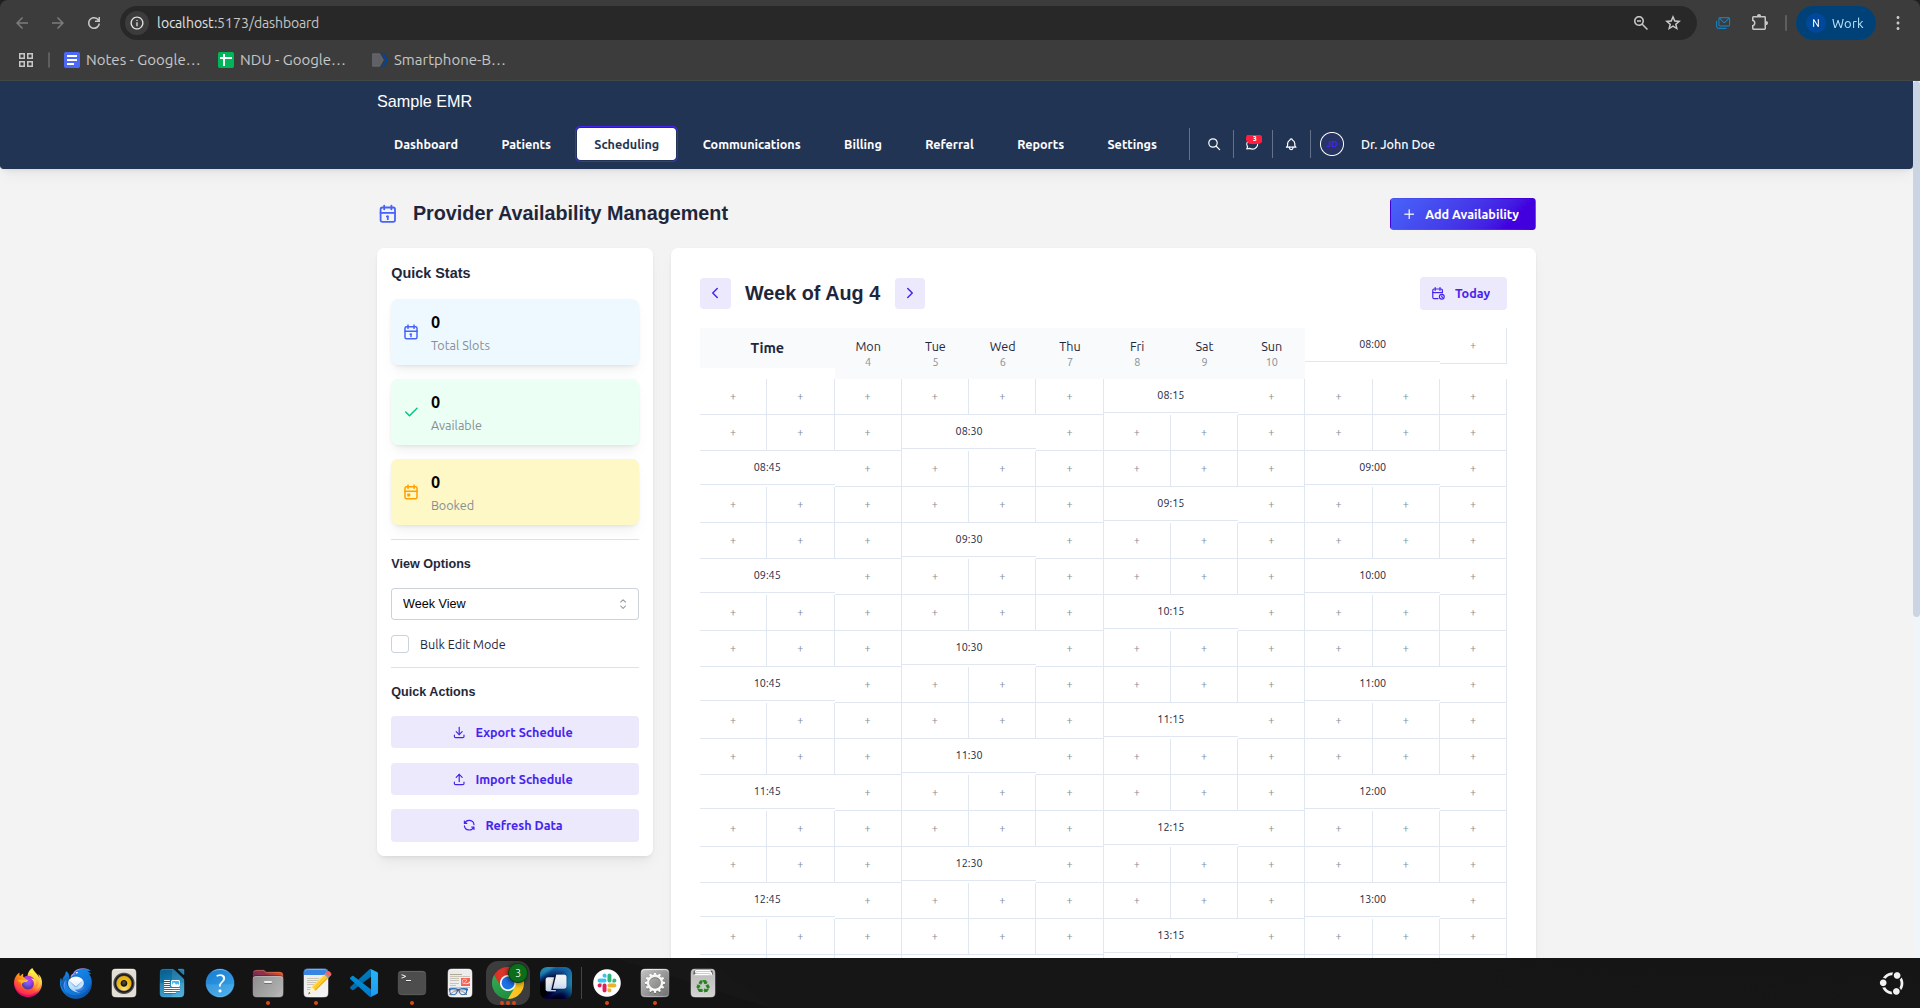 localhost:5173/dashboard
N Work
Notes - Google...
NDU - Google...
Smartphone-B...
Sample EMR
Dashboard
Patients
Scheduling
Communications
Billing
Referral
Reports
Settings
3
Dr. John Doe
Provider Availability Management
+ Add Availability
Quick Stats
0
Total Slots
0
Available
0
Booked
View Options
Week View
Bulk Edit Mode
Quick Actions
Export Schedule
Import Schedule
Refresh Data
Week of Aug 4
Today
Time Mon Tue Wed Thu Fri Sat Sun 08:00 +
4 5 6 7 8 9 10
+ + + + + + 08:15 + + + +
+ + + 08:30 + + + + + + +
08:45 + + + + + + + 09:00 +
+ + + + + + 09:15 + + + +
+ + + 09:30 + + + + + + +
09:45 + + + + + + + 10:00 +
+ + + + + + 10:15 + + + +
+ + + 10:30 + + + + + + +
10:45 + + + + + + + 11:00 +
+ + + + + + 11:15 + + + +
+ + + 11:30 + + + + + + +
11:45 + + + + + + + 12:00 +
+ + + + + + 12:15 + + + +
+ + + 12:30 + + + + + + +
12:45 + + + + + + + 13:00 +
+ + + + + + 13:15 + + + +
3